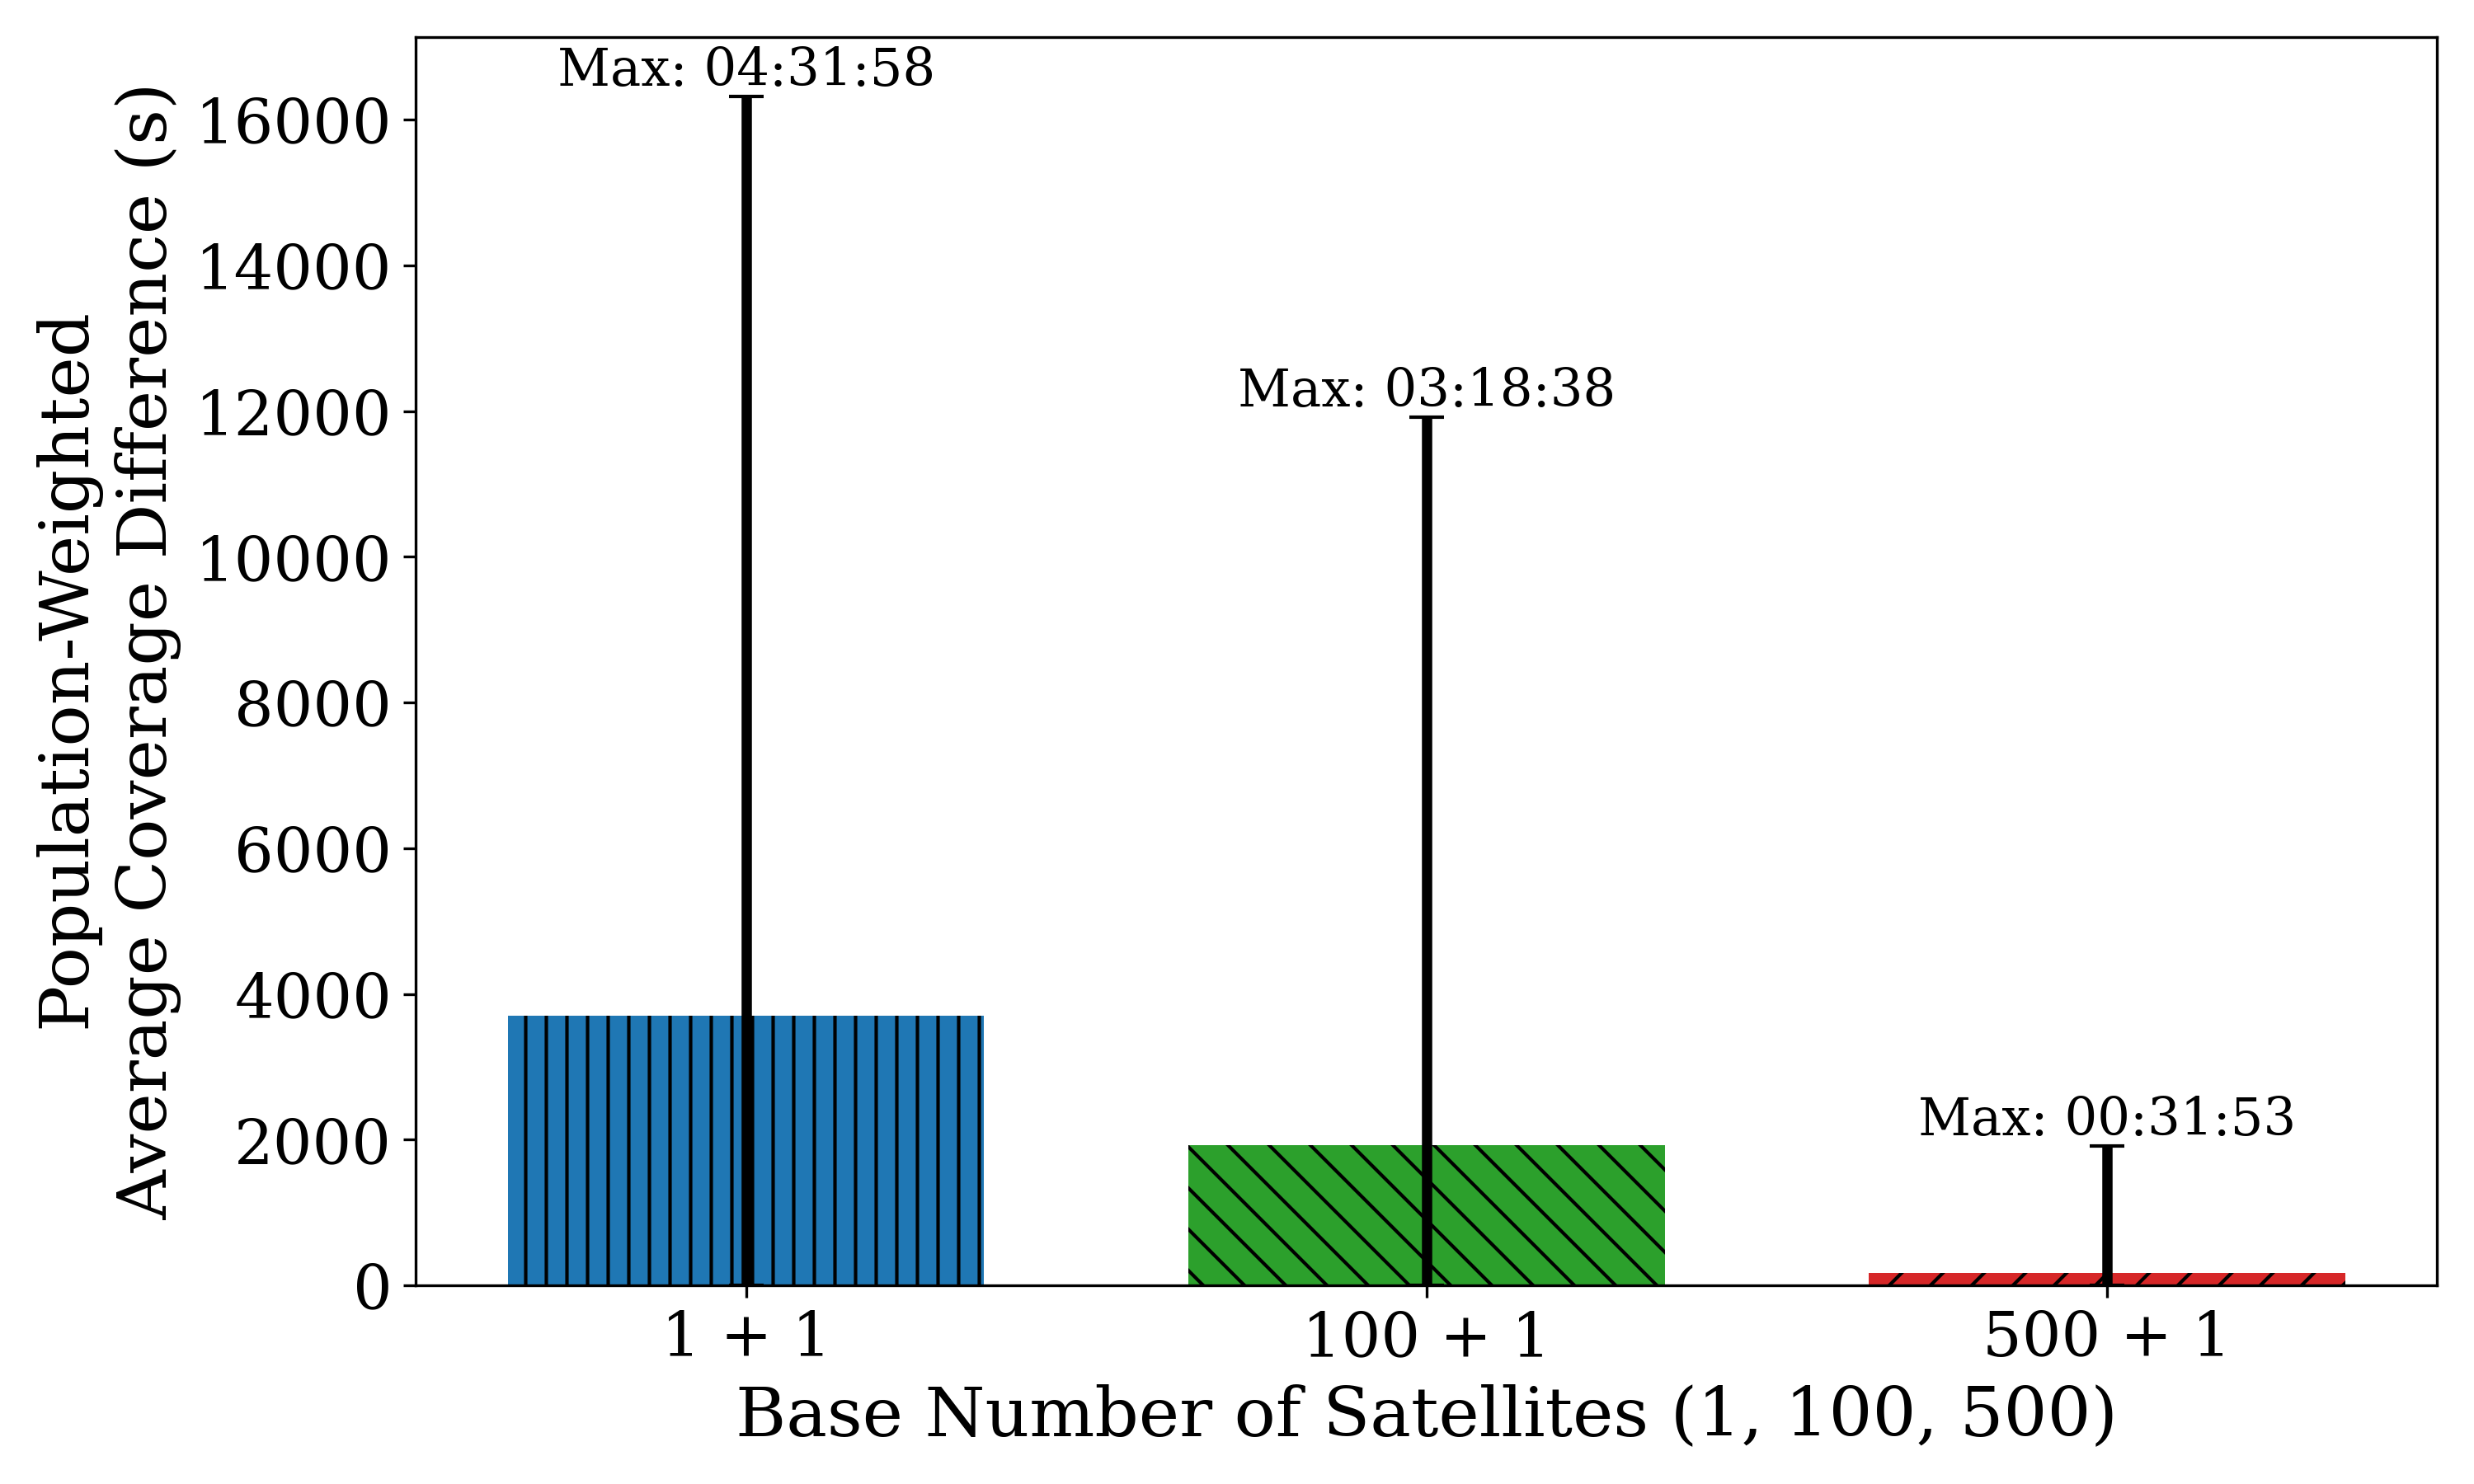 Population-Weighted
Average Coverage Difference (s)
16000
14000
12000
10000
8000
6000
4000
2000
0
Max: 04:31:58
Max: 03:18:38
Max: 00:31:53
1 + 1
100 + 1
500 + 1
Base Number of Satellites (1, 100, 500)